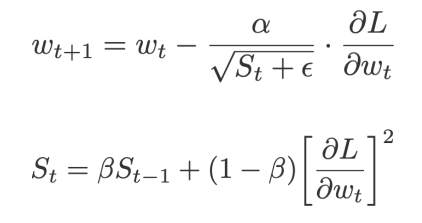 w_{t+1} = w_t - \frac{\alpha}{\sqrt{S_t + \epsilon}} \cdot \frac{\partial L}{\partial w_t}
S_t = \beta S_{t-1} + (1 - \beta) \left[ \frac{\partial L}{\partial w_t} \right]^2